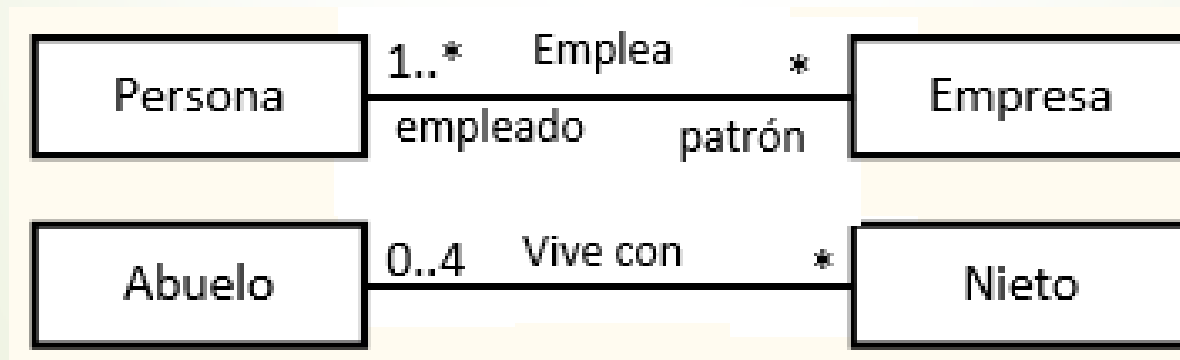 1..* Emplea *
Persona Empresa
empleado patrón
0..4 Vive con *
Abuelo Nieto